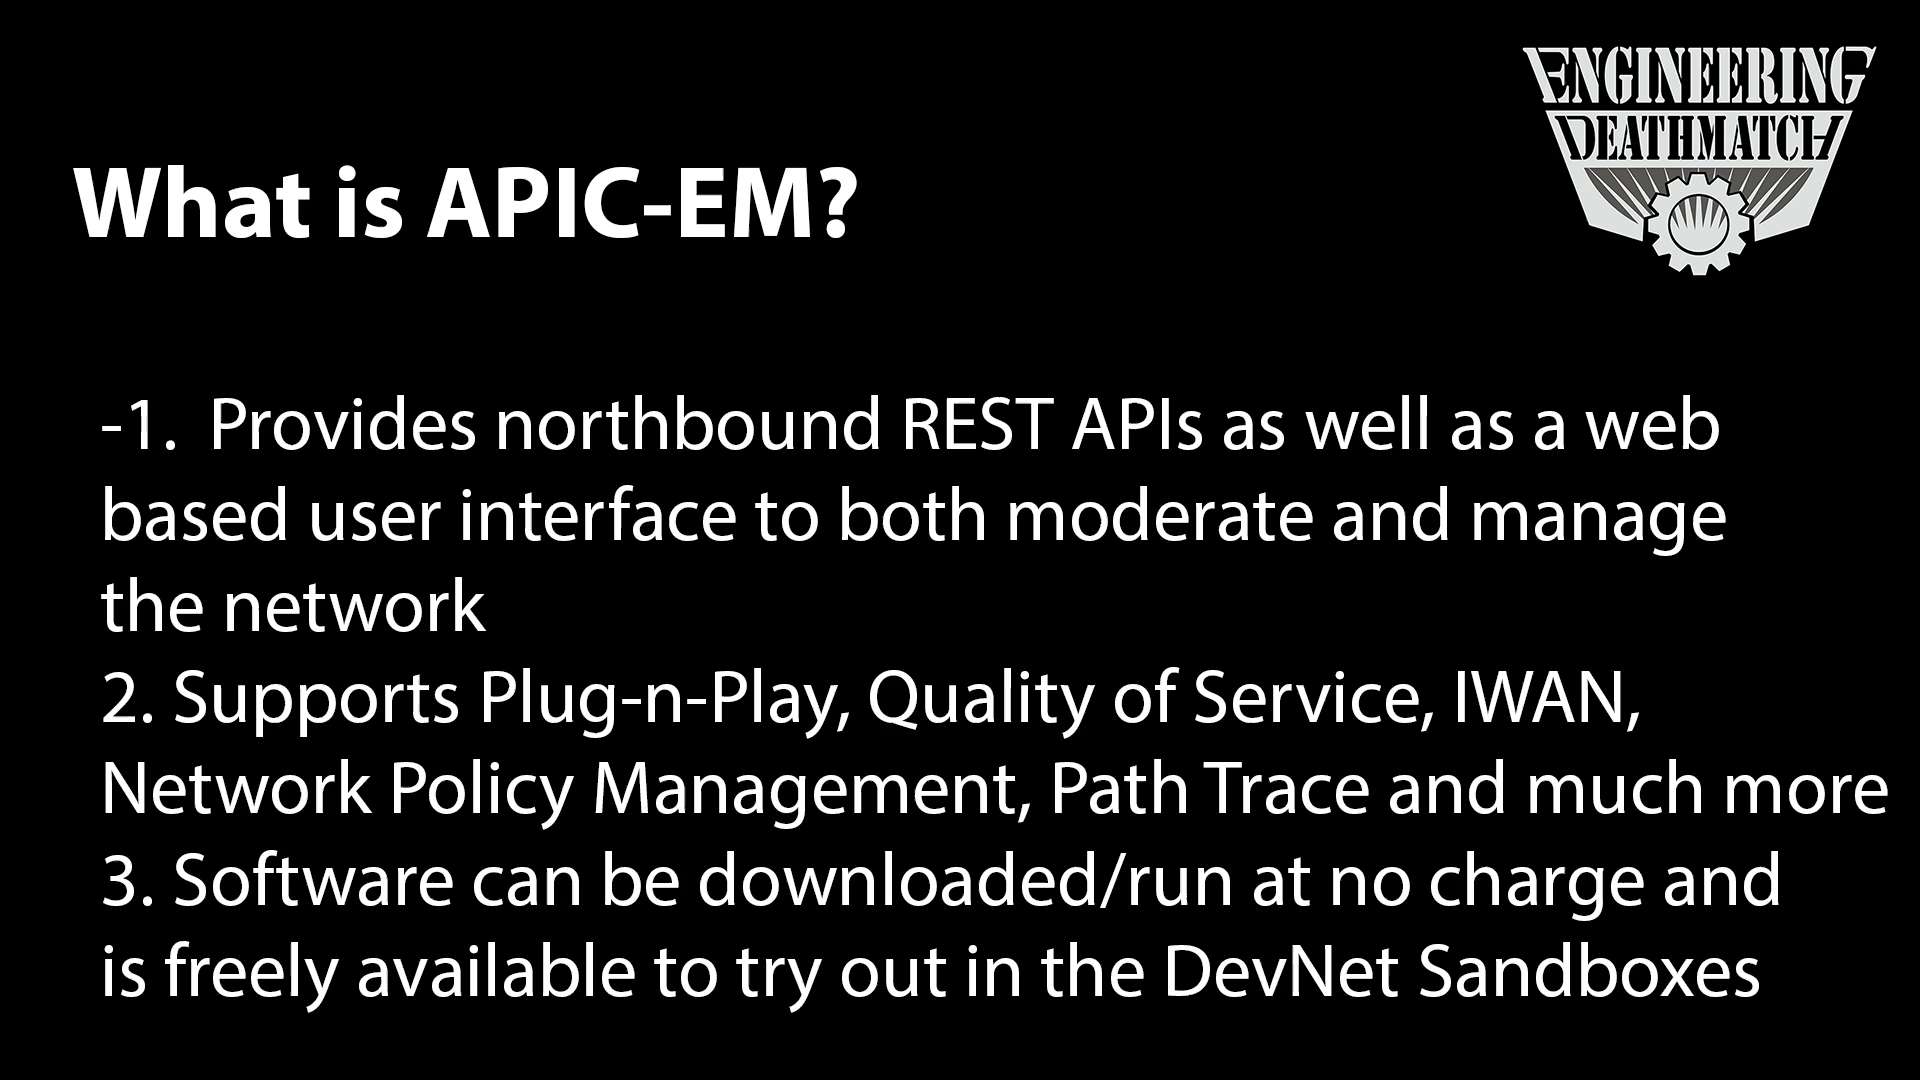 ENGINEERING
DEATHMATCH
What is APIC-EM?
-1. Provides northbound REST APIs as well as a web
based user interface to both moderate and manage
the network
2. Supports Plug-n-Play, Quality of Service, IWAN,
Network Policy Management, Path Trace and much more
3. Software can be downloaded/run at no charge and
is freely available to try out in the DevNet Sandboxes